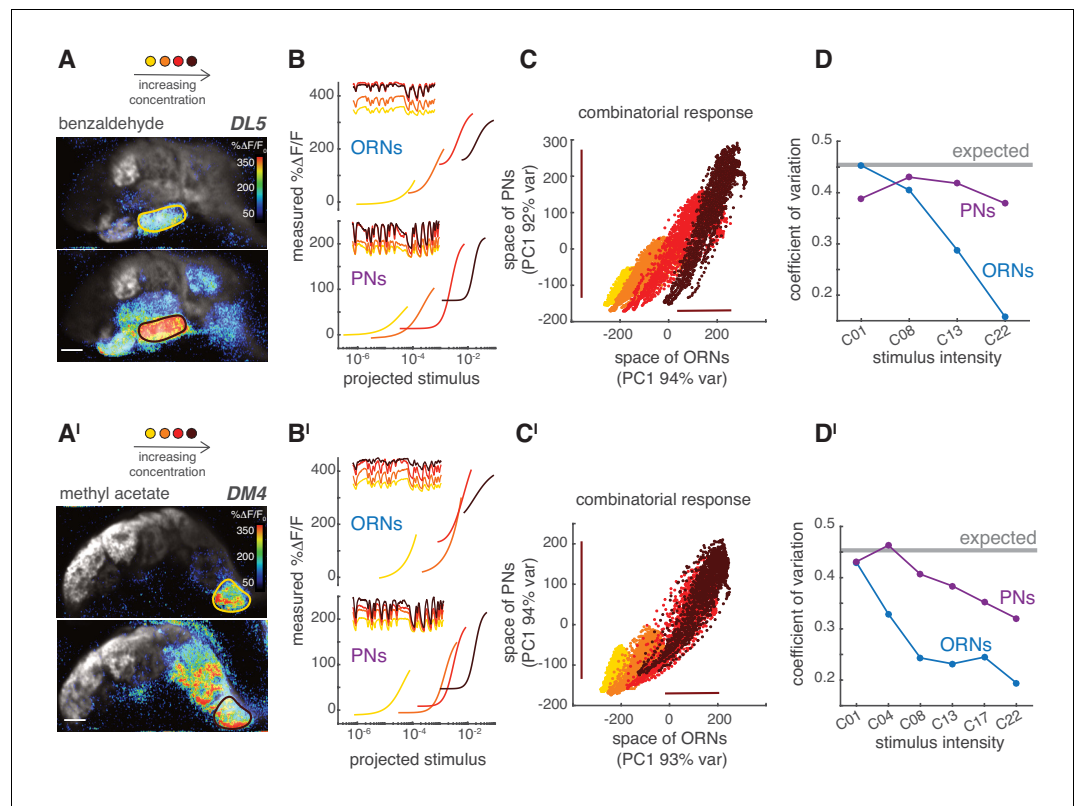 A
increasing
concentration
benzaldehyde DL5
%ΔF/F₀
350
200
50
B
400
200
0
ORNs
measured %ΔF/F
200
100
0
PNs
10⁻⁶ 10⁻⁴ 10⁻²
projected stimulus
C
combinatorial response
space of PNs
(PC1 92% var)
300
200
100
0
-100
-200
-200 0 200
space of ORNs
(PC1 94% var)
D
coefficient of variation
0.5
0.4
0.3
0.2
expected
PNs
ORNs
C01 C08 C13 C22
stimulus intensity
Aᴵ
increasing
concentration
methyl acetate DM4
%ΔF/F₀
350
200
50
Bᴵ
400
200
0
ORNs
measured %ΔF/F
200
100
0
PNs
10⁻⁶ 10⁻⁴ 10⁻²
projected stimulus
Cᴵ
combinatorial response
space of PNs
(PC1 94% var)
200
100
0
-100
-200
-200 0 200
space of ORNs
(PC1 93% var)
Dᴵ
coefficient of variation
0.5
0.4
0.3
0.2
expected
PNs
ORNs
C01 C04 C08 C13 C17 C22
stimulus intensity